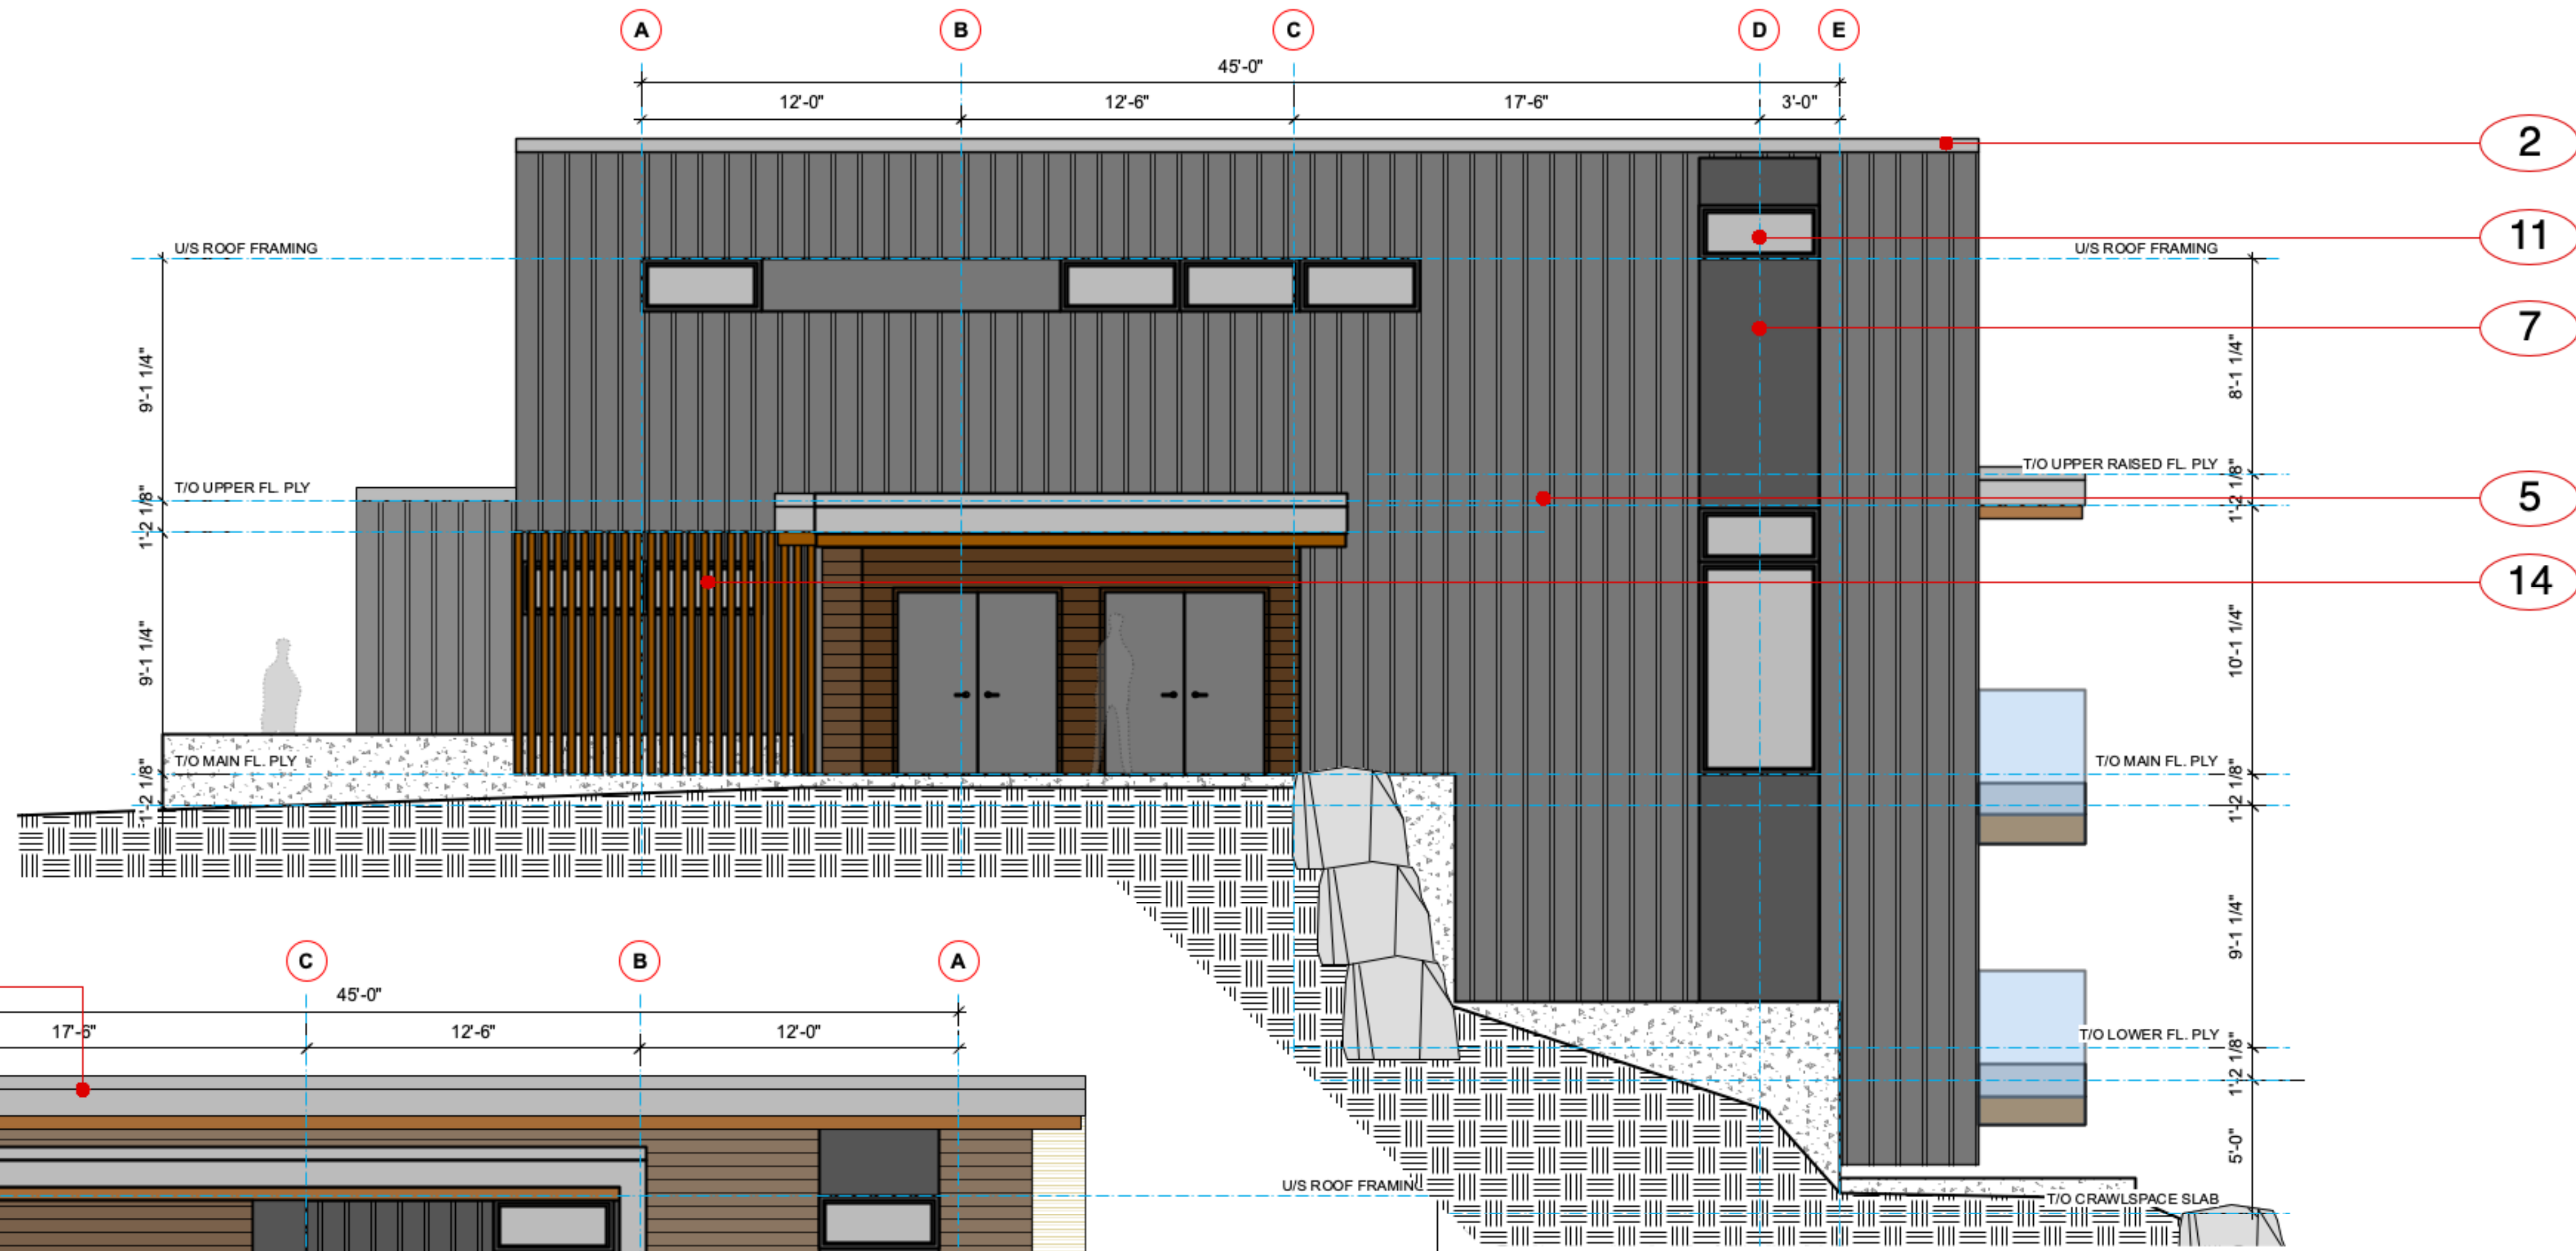 A B C D E
45'-0"
12'-0" 12'-6" 17'-6" 3'-0"
2
11
U/S ROOF FRAMING U/S ROOF FRAMING
7
9'-1 1/4" 8'-1 1/4"
T/O UPPER RAISED FL. PLY
T/O UPPER FL. PLY
5
1'-2 1/8" 1'-2 1/8"
14
9'-1 1/4" 10'-1 1/4"
T/O MAIN FL. PLY T/O MAIN FL. PLY
1'-2 1/8" 1'-2 1/8"
9'-1 1/4"
C B A
45'-0"
17'-6" 12'-6" 12'-0"
T/O LOWER FL. PLY
1'-2 1/8"
5'-0"
U/S ROOF FRAMING
T/O CRAWLSPACE SLAB